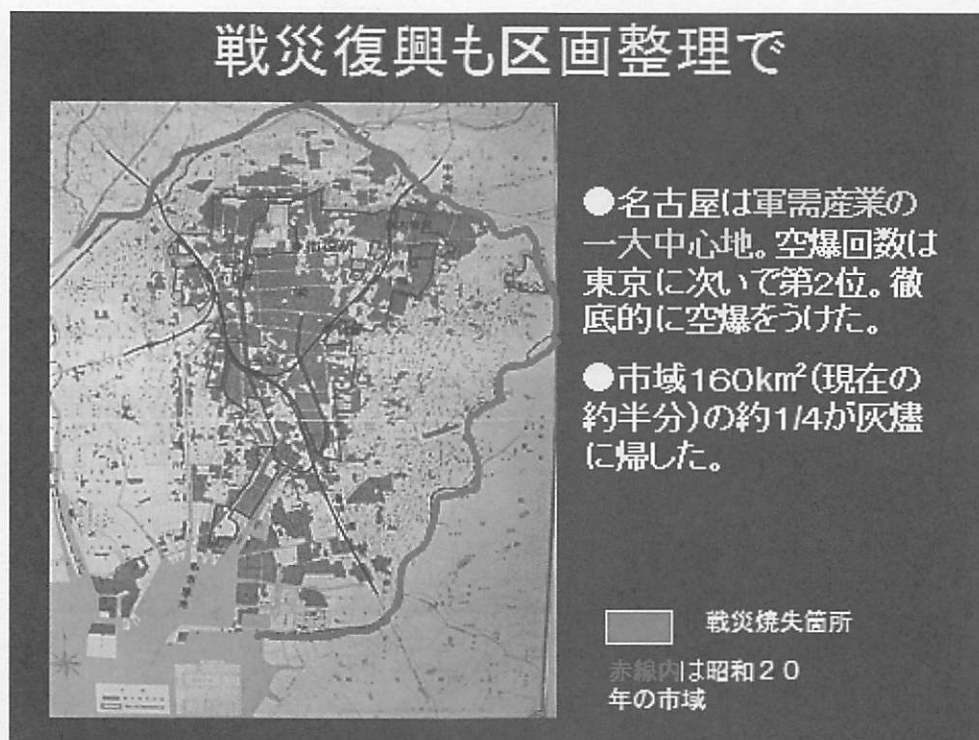 戦災復興も区画整理で
●名古屋は軍需産業の
一大中心地。空爆回数は
東京に次いで第2位。徹
底的に空爆をうけた。
●市域160km²(現在の
約半分)の約1/4が灰燼
に帰した。
戦災焼失箇所
赤線内は昭和20
年の市域